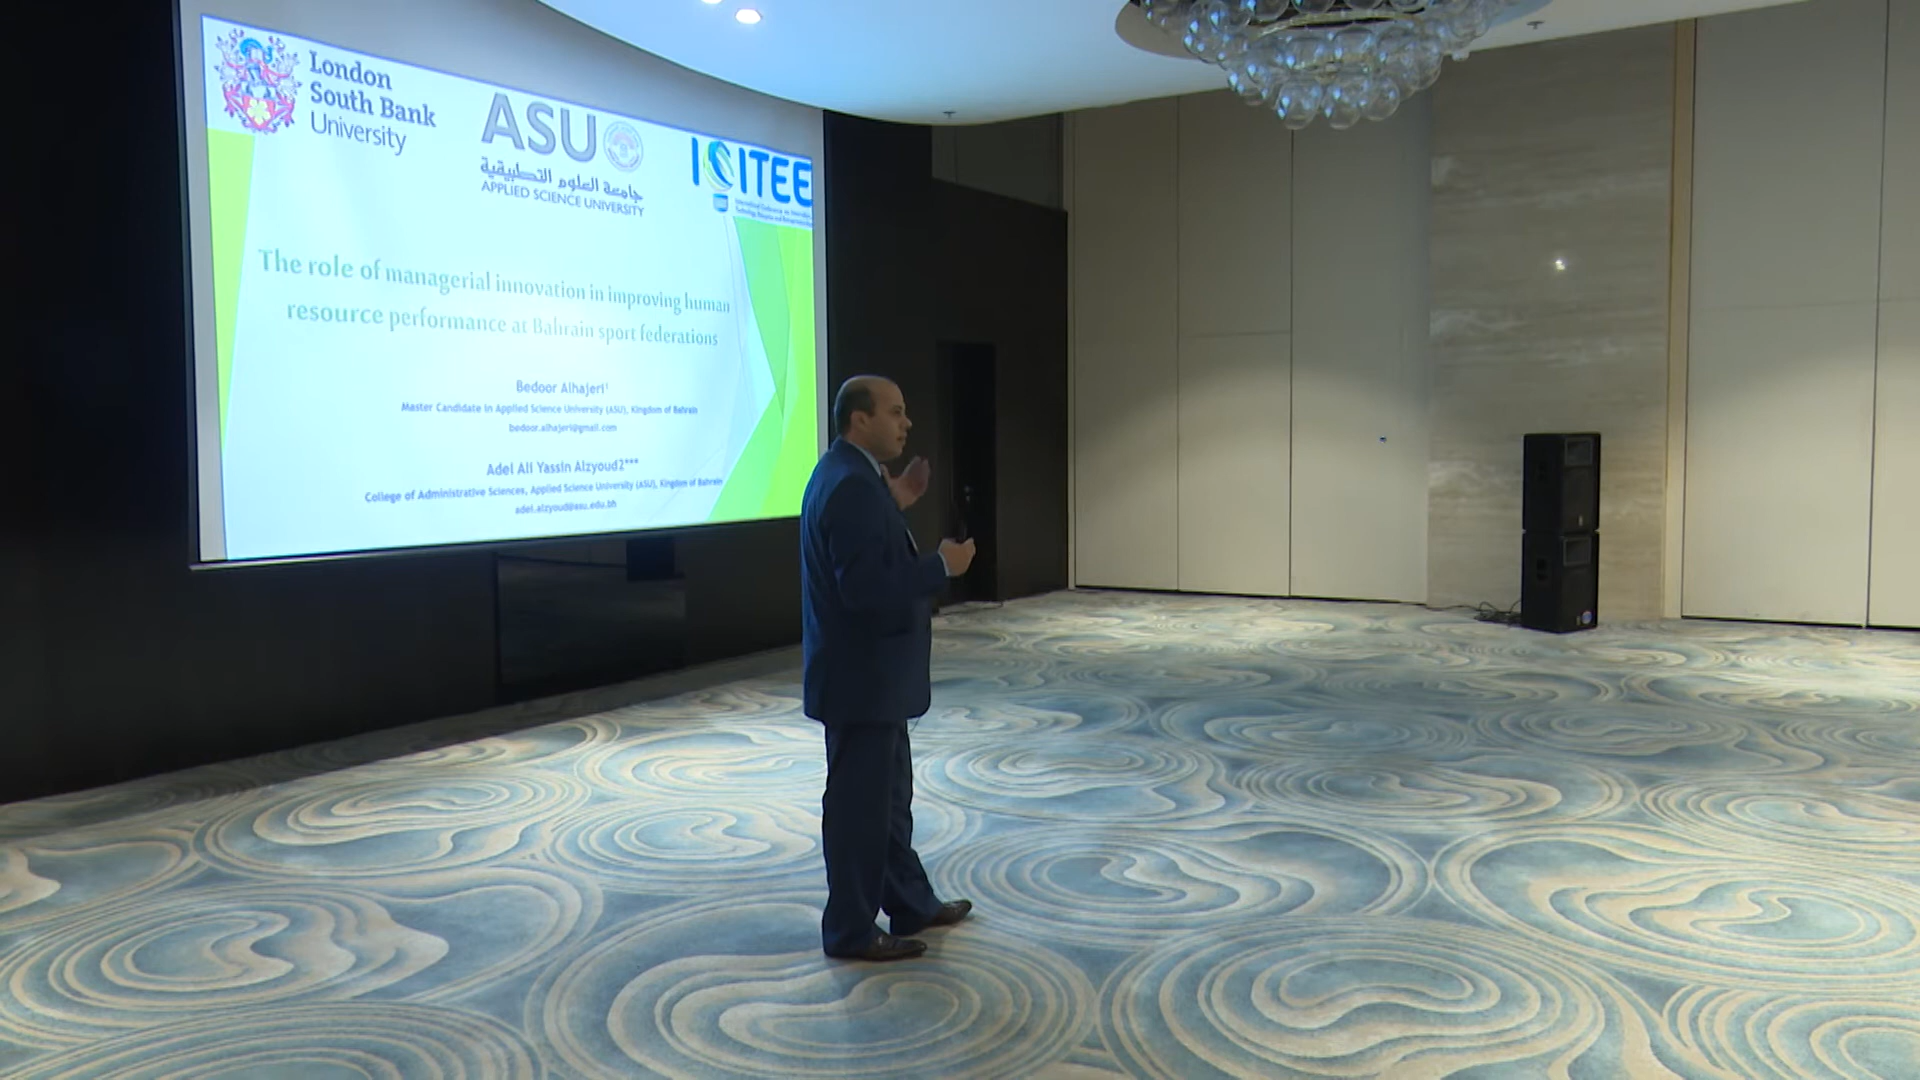 London
South Bank
University
ASU
جامعة العلوم التطبيقية
APPLIED SCIENCE UNIVERSITY
ICITEE
The role of managerial innovation in improving human
resource performance at Bahrain sport federations
Bedoor Alhajeri¹
Master Candidate in Applied Science University (ASU), Kingdom of Bahrain
bedoor.alhajeri@gmail.com
Adel Ali Yassin Alzyoud2***
College of Administrative Sciences, Applied Science University (ASU), Kingdom of Bahrain
adel.alzyoud@asu.edu.bh